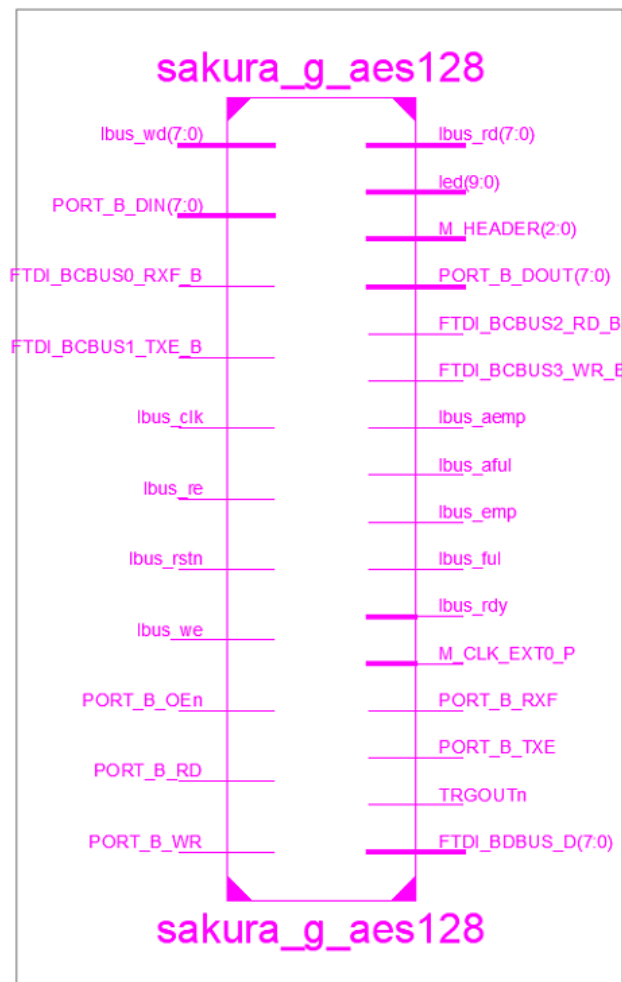 sakura_g_aes128
lbus_wd(7:0)
PORT_B_DIN(7:0)
FTDI_BCBUS0_RXF_B
FTDI_BCBUS1_TXE_B
lbus_clk
lbus_re
lbus_rstn
lbus_we
PORT_B_OEn
PORT_B_RD
PORT_B_WR
lbus_rd(7:0)
led(9:0)
M_HEADER(2:0)
PORT_B_DOUT(7:0)
FTDI_BCBUS2_RD_B
FTDI_BCBUS3_WR_B
lbus_aemp
lbus_aful
lbus_emp
lbus_ful
lbus_rdy
M_CLK_EXT0_P
PORT_B_RXF
PORT_B_TXE
TRGOUTn
FTDI_BDBUS_D(7:0)
sakura_g_aes128